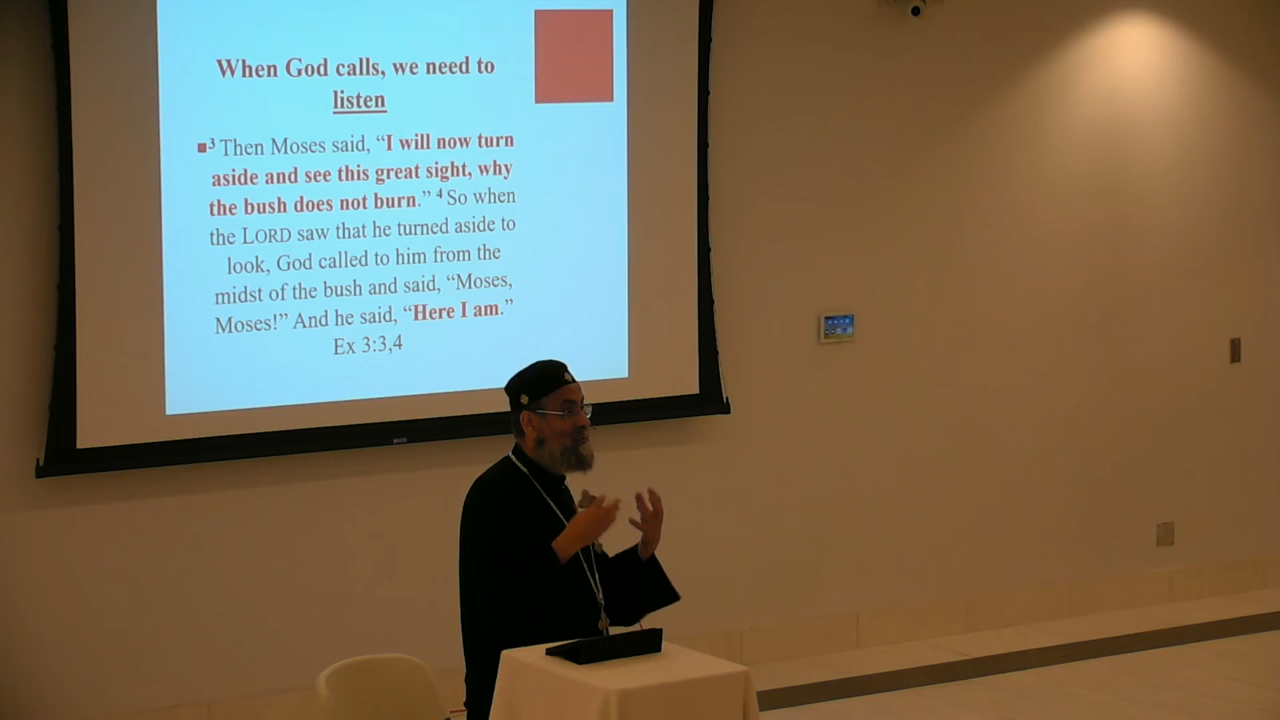 When God calls, we need to
listen
3 Then Moses said, “I will now turn
aside and see this great sight, why
the bush does not burn.” 4 So when
the LORD saw that he turned aside to
look, God called to him from the
midst of the bush and said, “Moses,
Moses!” And he said, “Here I am.”
Ex 3:3,4